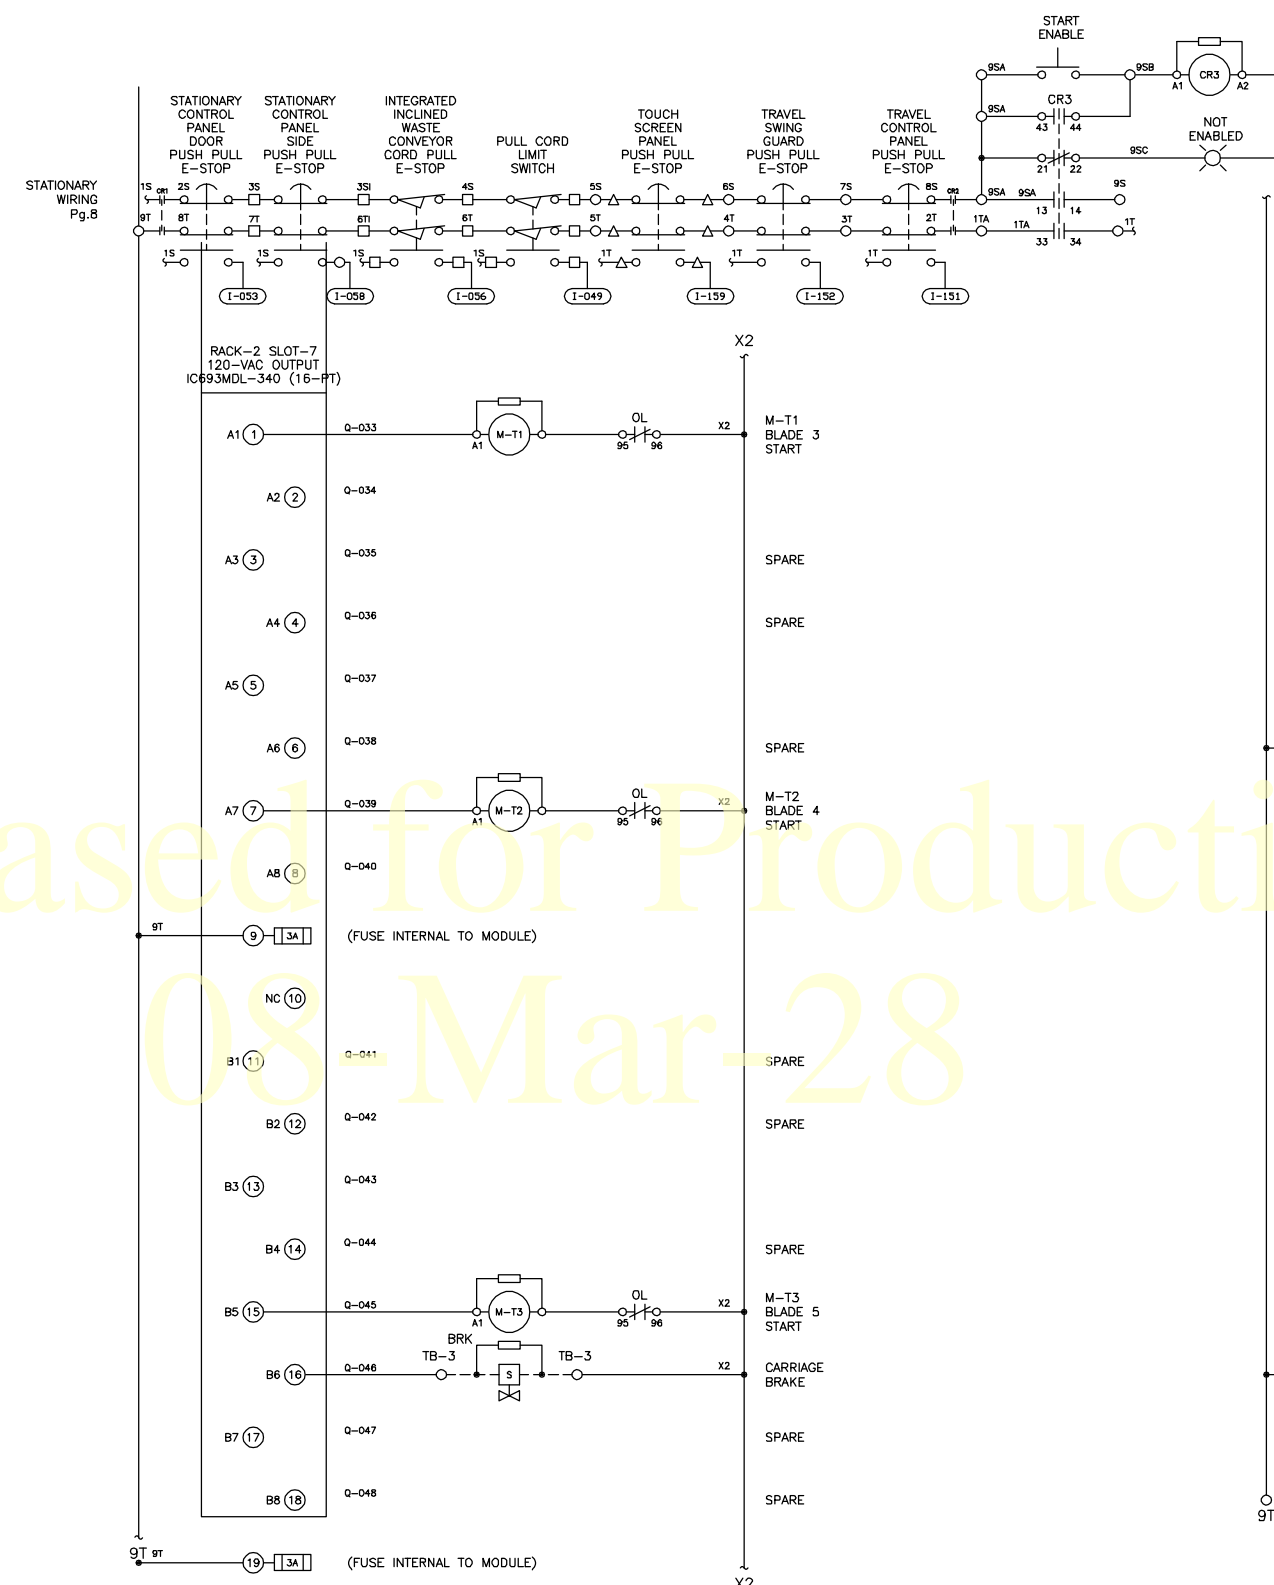 START
ENABLE
9SA
9SB
CR3
A1
A2
9SA
CR3
43
44
NOT
ENABLED
21
22
9SC
STATIONARY
CONTROL
PANEL
DOOR
PUSH PULL
E-STOP
STATIONARY
CONTROL
PANEL
SIDE
PUSH PULL
E-STOP
INTEGRATED
INCLINED
WASTE
CONVEYOR
CORD PULL
E-STOP
PULL CORD
LIMIT
SWITCH
TOUCH
SCREEN
PANEL
PUSH PULL
E-STOP
TRAVEL
SWING
GUARD
PUSH PULL
E-STOP
TRAVEL
CONTROL
PANEL
PUSH PULL
E-STOP
STATIONARY
WIRING
Pg.8
1S CR1 2S 3S 3SI 4S 5S 6S 7S 8S CR2 9SA 9SA 13 14 9S
9T 8T 7T 6TI 6T 5T 4T 3T 2T 1TA 1TA 33 34 1T
1S 1S 1S 1S 1T 1T 1T
I-053 I-058 I-056 I-049 I-159 I-152 I-151
RACK-2 SLOT-7
120-VAC OUTPUT
IC693MDL-340 (16-PT)
X2
A1 1 Q-033 A1 M-T1 OL 95 96 X2
M-T1
BLADE 3
START
A2 2 Q-034
A3 3 Q-035 SPARE
A4 4 Q-036 SPARE
A5 5 Q-037
A6 6 Q-038 SPARE
A7 7 Q-039 A1 M-T2 OL 95 96 X2
M-T2
BLADE 4
START
A8 8 Q-040
9T 9 3A (FUSE INTERNAL TO MODULE)
NC 10
B1 11 Q-041 SPARE
B2 12 Q-042 SPARE
B3 13 Q-043
B4 14 Q-044 SPARE
B5 15 Q-045 A1 M-T3 OL 95 96 X2
M-T3
BLADE 5
START
BRK
B6 16 Q-046 TB-3 S TB-3 X2
CARRIAGE
BRAKE
B7 17 Q-047 SPARE
B8 18 Q-048 SPARE
9T
9T 9T 19 3A (FUSE INTERNAL TO MODULE)
X2
ased for Producti
08-Mar-28